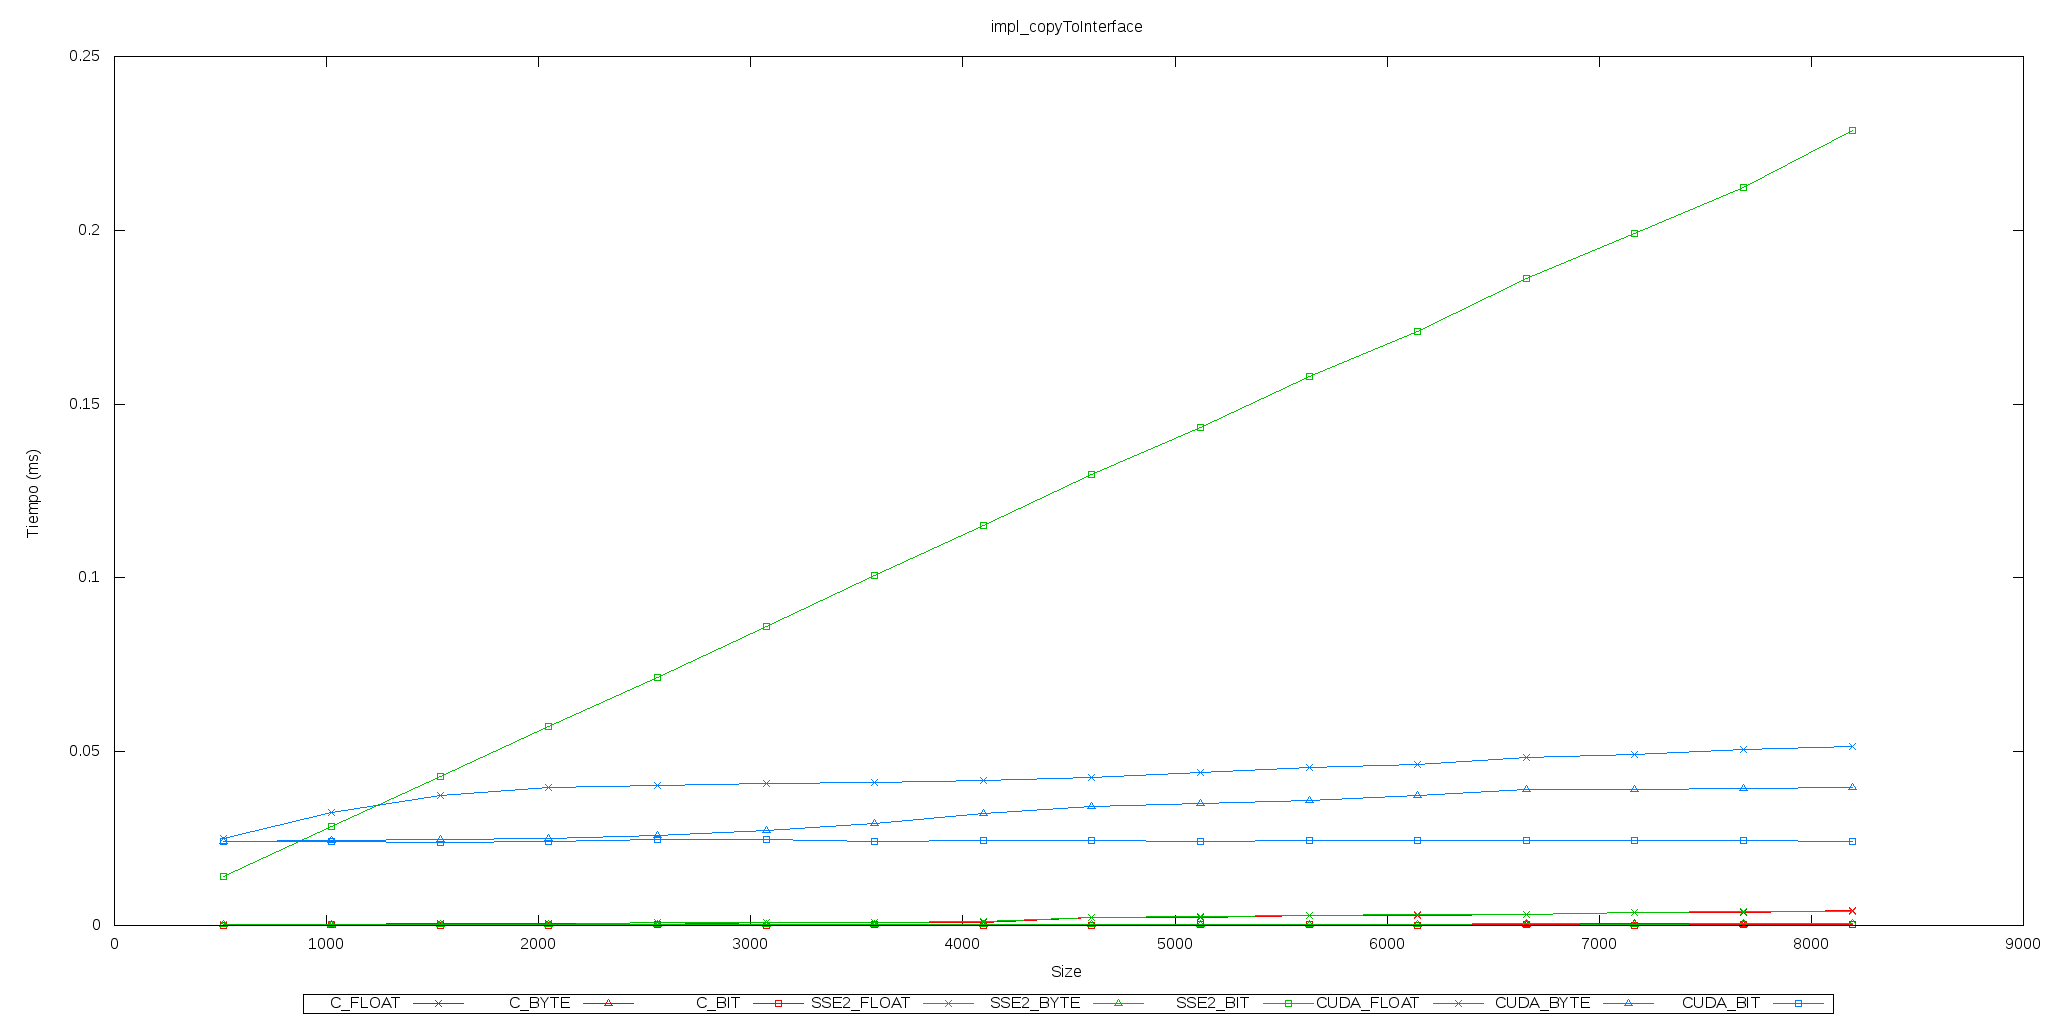 impl_copyToInterface
0.25
0.2
0.15
0.1
0.05
0
Tiempo (ms)
0 1000 2000 3000 4000 5000 6000 7000 8000 9000
Size
C_FLOAT C_BYTE C_BIT SSE2_FLOAT SSE2_BYTE SSE2_BIT CUDA_FLOAT CUDA_BYTE CUDA_BIT